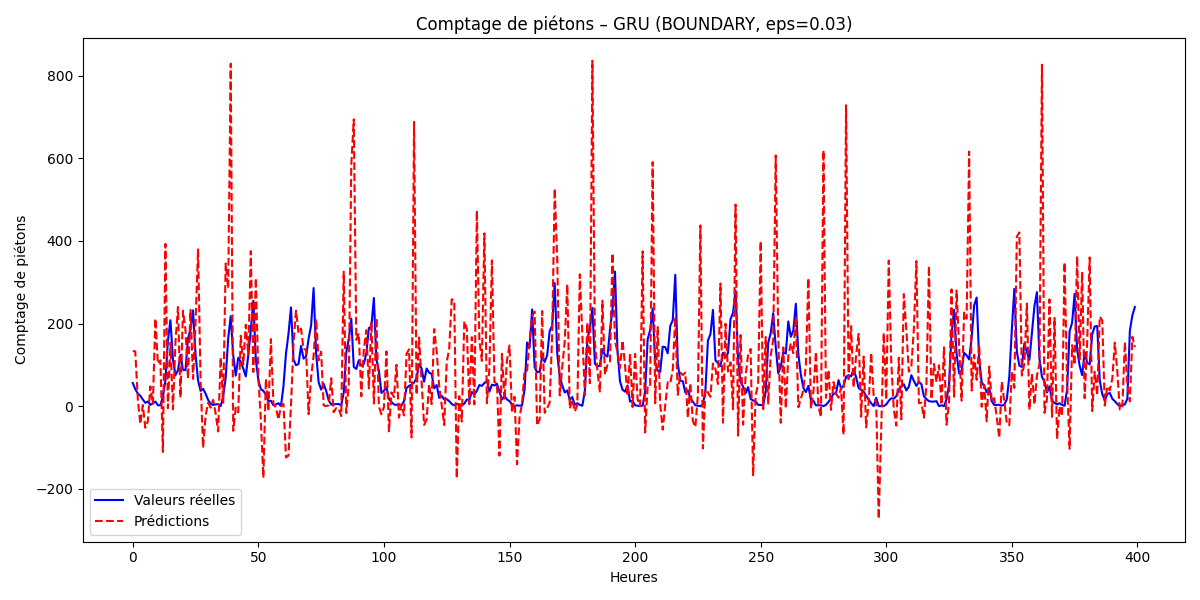 Comptage de piétons – GRU (BOUNDARY, eps=0.03)
Comptage de piétons
800
600
400
200
0
−200
Valeurs réelles
Prédictions
0 50 100 150 200 250 300 350 400
Heures